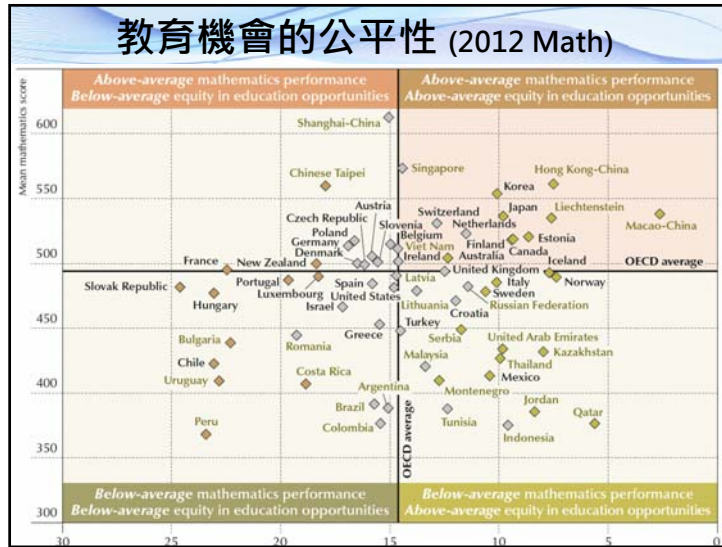 教育機會的公平性 (2012 Math)
Above-average mathematics performance
Below-average equity in education opportunities
Above-average mathematics performance
Above-average equity in education opportunities
Mean mathematics score
600
Shanghai-China
Singapore
Hong Kong-China
Chinese Taipei
Korea
550
Austria
Japan
Liechtenstein
Czech Republic
Switzerland
Macao-China
Poland
Slovenia
Netherlands
Germany
Belgium
Denmark
Viet Nam
Finland
Canada
Estonia
500
France
New Zealand
Ireland
Australia
Iceland
OECD average
Slovak Republic
Portugal
Latvia
United Kingdom
Italy
Norway
Luxembourg
Spain
Sweden
Hungary
United States
Lithuania
Russian Federation
Israel
Croatia
450
Greece
Turkey
Serbia
United Arab Emirates
Bulgaria
Romania
Malaysia
Kazakhstan
Chile
Thailand
Uruguay
Costa Rica
Mexico
400
Argentina
Montenegro
Brazil
Jordan
Colombia
Tunisia
Qatar
Peru
OECD average
Indonesia
350
Below-average mathematics performance
Below-average equity in education opportunities
Below-average mathematics performance
Above-average equity in education opportunities
300
30
25
20
15
10
5
0